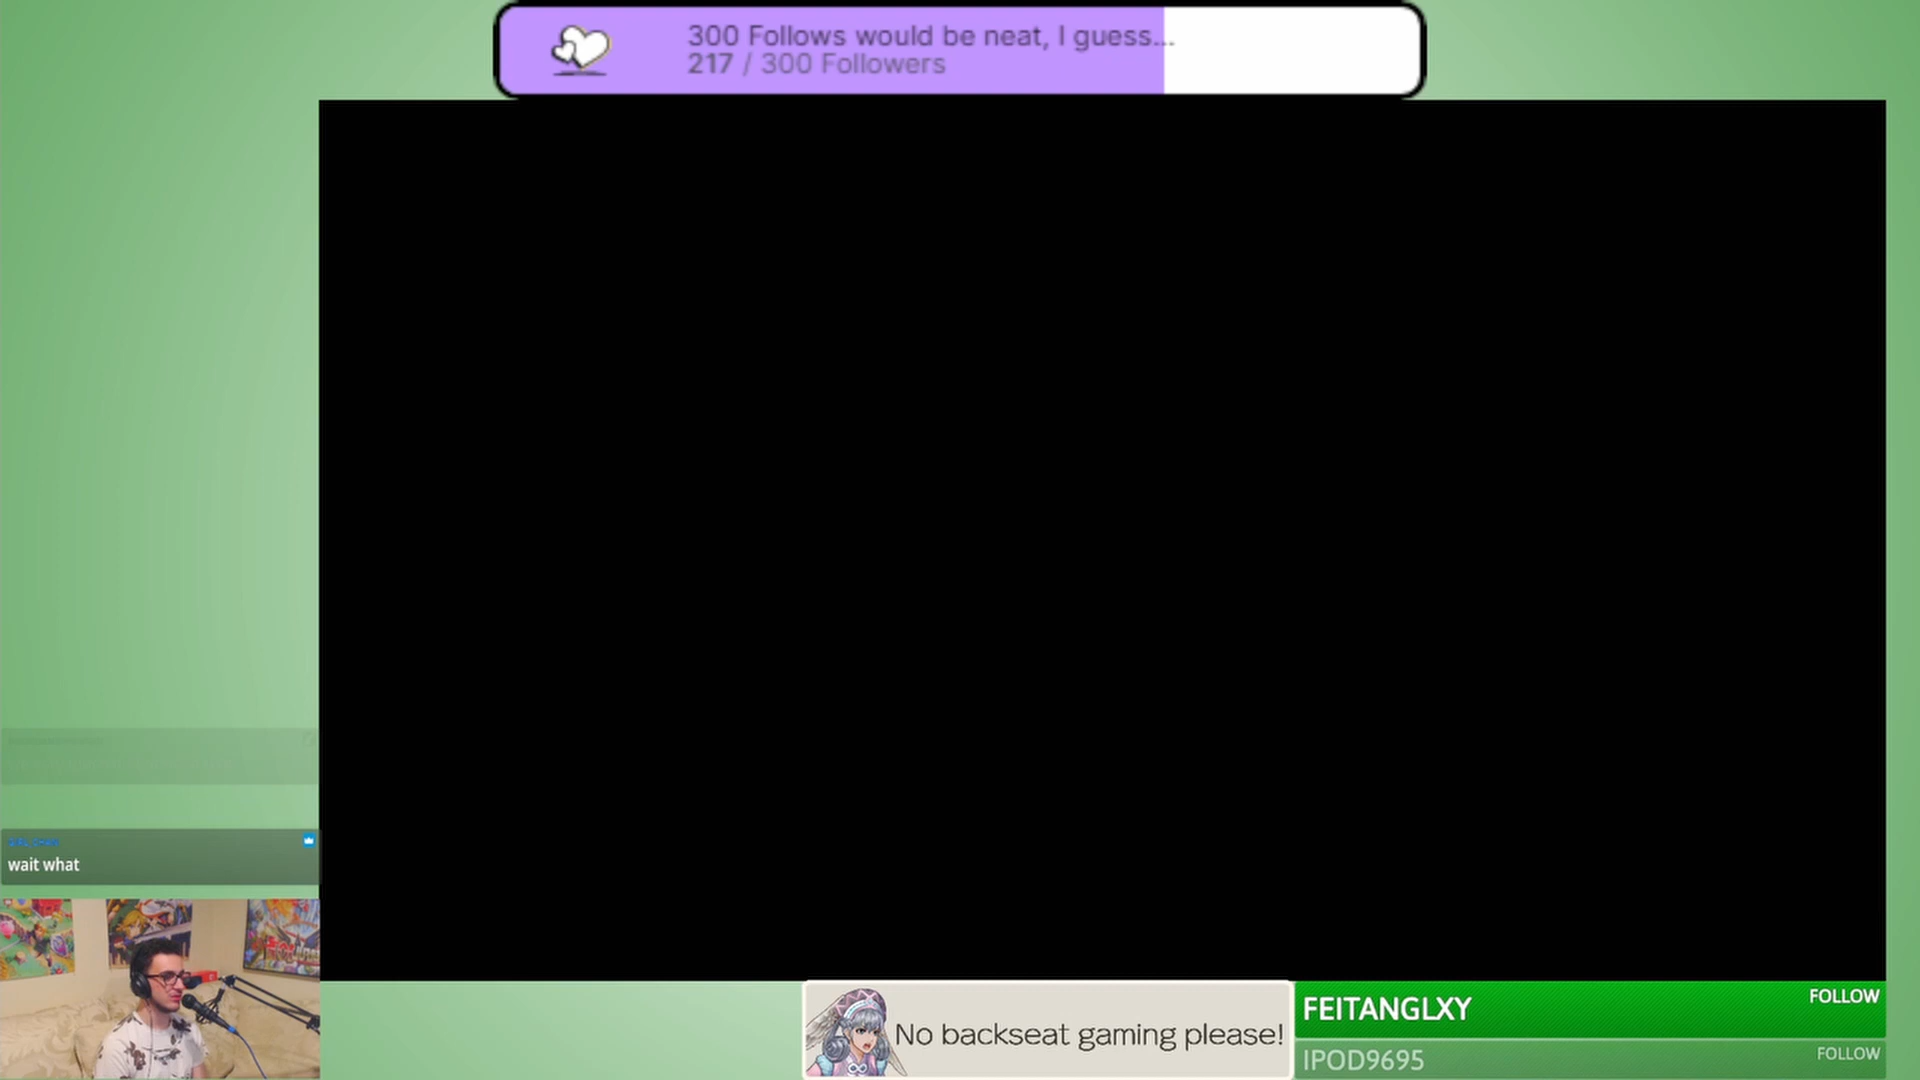 300 Follows would be neat, I guess...
217 / 300 Followers
wait what
No backseat gaming please!
FEITANGLXY
FOLLOW
IPOD9695
FOLLOW